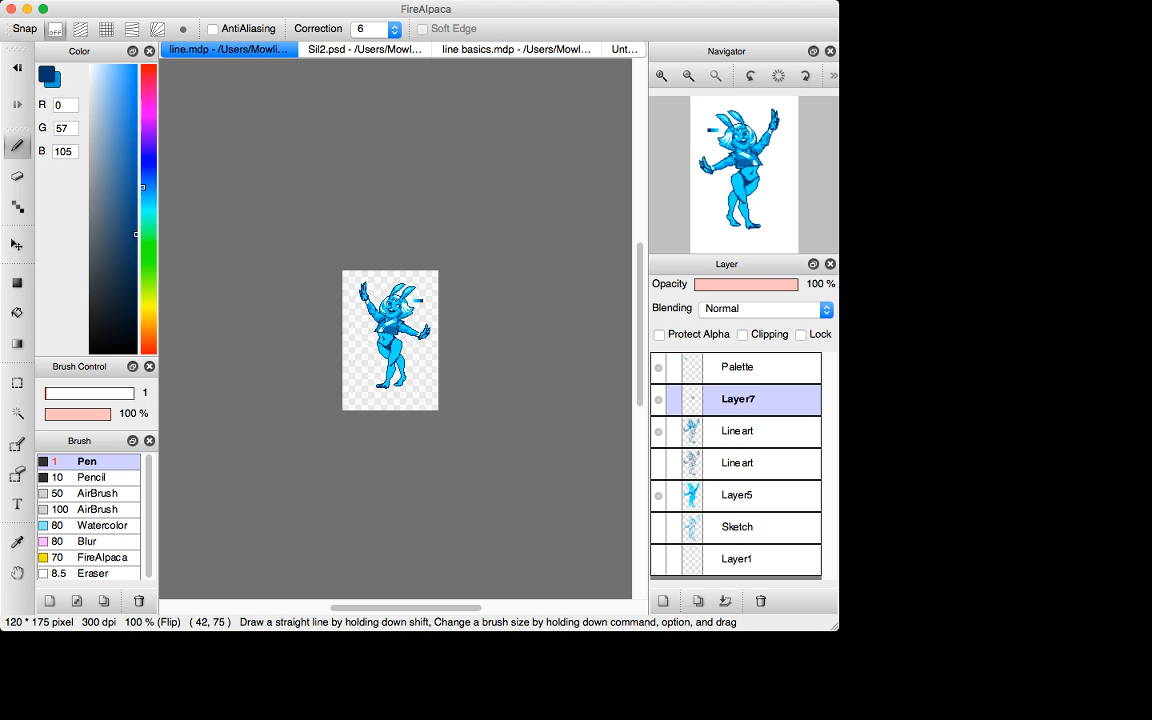 FireAlpaca
Snap OFF AntiAliasing Correction 6 Soft Edge
Color
line.mdp - /Users/Mowli... Sil2.psd - /Users/Mowl... line basics.mdp - /Users/Mowl... Unt...
Navigator
R 0
G 57
B 105
Layer
Opacity 100 %
Blending Normal
Protect Alpha Clipping Lock
Palette
Layer7
Line art
Line art
Layer5
Sketch
Layer1
Brush Control
1
100 %
Brush
1 Pen
10 Pencil
50 AirBrush
100 AirBrush
80 Watercolor
80 Blur
70 FireAlpaca
8.5 Eraser
T
120 * 175 pixel 300 dpi 100 % (Flip) ( 42, 75 ) Draw a straight line by holding down shift, Change a brush size by holding down command, option, and drag